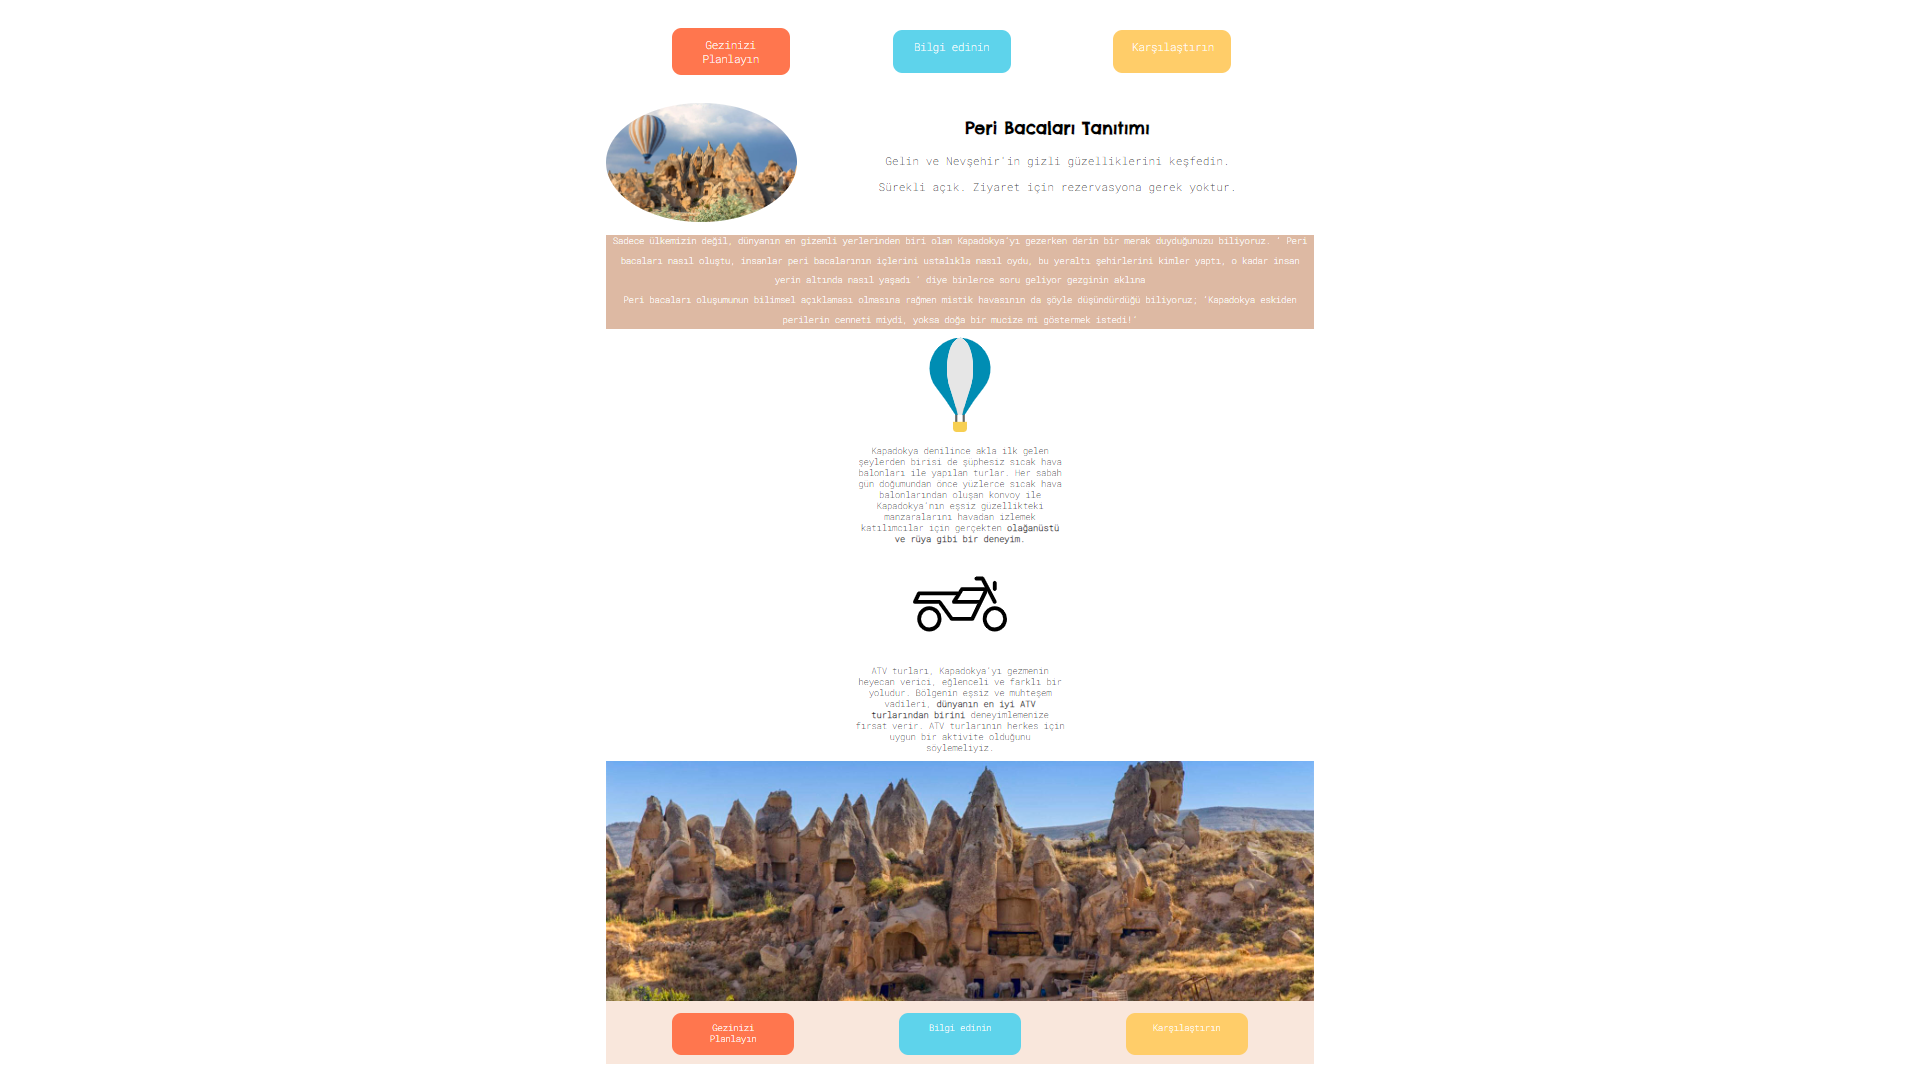 Gezinizi
Planlayın
Bilgi edinin
Karşılaştırın
Peri Bacaları Tanıtımı
Gelin ve Nevşehir'in gizli güzelliklerini keşfedin.
Sürekli açık. Ziyaret için rezervasyona gerek yoktur.
Sadece ülkemizin değil, dünyanın en gizemli yerlerinden biri olan Kapadokya'yı gezerken derin bir merak duyduğunuzu biliyoruz. ' Peri
bacaları nasıl oluştu, insanlar peri bacalarının içlerini ustalıkla nasıl oydu, bu yeraltı şehirlerini kimler yaptı, o kadar insan
yerin altında nasıl yaşadı ' diye binlerce soru geliyor gezginin aklına
Peri bacaları oluşumunun bilimsel açıklaması olmasına rağmen mistik havasının da şöyle düşündürdüğü biliyoruz; 'Kapadokya eskiden
perilerin cenneti miydi, yoksa doğa bir mucize mi göstermek istedi!'
Kapadokya denilince akla ilk gelen
şeylerden birisi de şüphesiz sıcak hava
balonları ile yapılan turlar. Her sabah
gün doğumundan önce yüzlerce sıcak hava
balonlarından oluşan konvoy ile
Kapadokya'nın eşsiz güzellikteki
manzaralarını havadan izlemek
katılımcılar için gerçekten olağanüstü
ve rüya gibi bir deneyim.
ATV turları, Kapadokya'yı gezmenin
heyecan verici, eğlenceli ve farklı bir
yoludur. Bölgenin eşsiz ve muhteşem
vadileri, dünyanın en iyi ATV
turlarından birini deneyimlemenize
fırsat verir. ATV turlarının herkes için
uygun bir aktivite olduğunu
söylemeliyiz.
Gezinizi
Planlayın
Bilgi edinin
Karşılaştırın